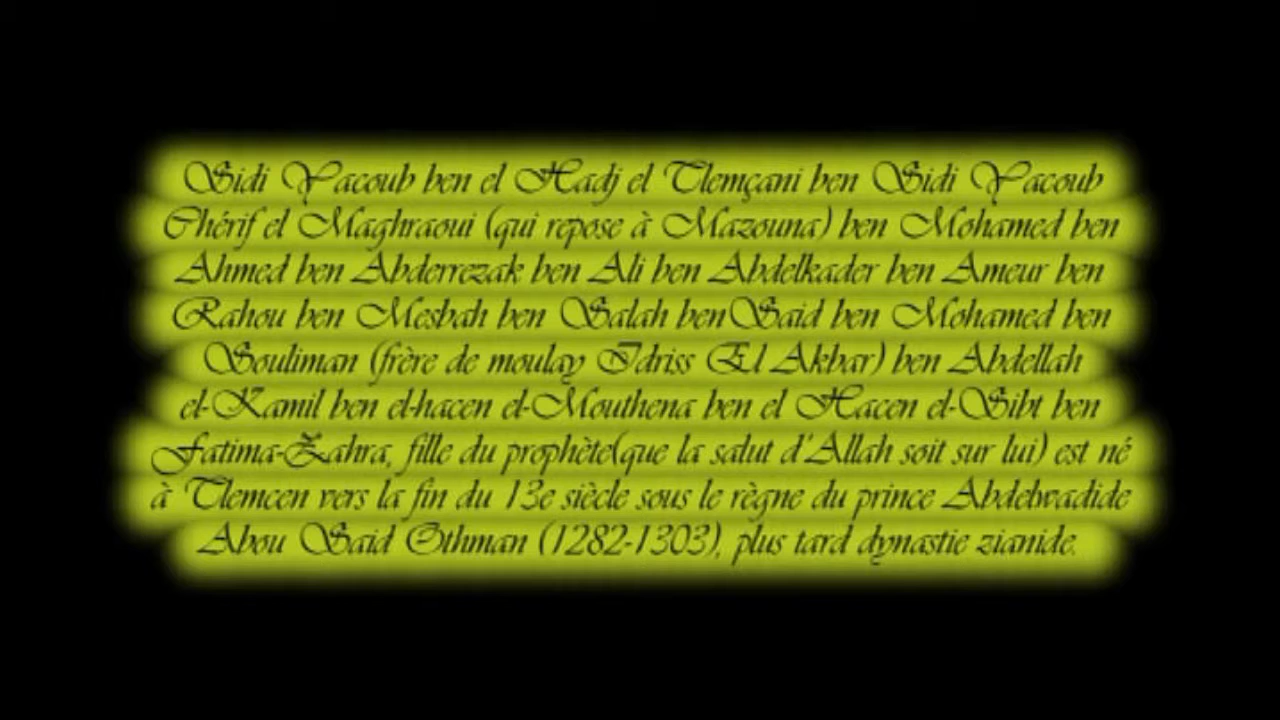 Sidi Yacoub ben el Hadj el Tlemçani ben Sidi Yacoub
Chérif el Maghraoui (qui repose à Mazouna) ben Mohamed ben
Ahmed ben Abderrezak ben Ali ben Abdelkader ben Ameur ben
Rahou ben Mesbah ben Salah benSaid ben Mohamed ben
Souliman (frère de moulay Idriss El Akbar) ben Abdellah
el-Kamil ben el-hacen el-Mouthena ben el Hacen el-Sibt ben
Fatima-Zahra, fille du prophète(que la salut d'Allah soit sur lui) est né
à Tlemcen vers la fin du 13e siècle sous le règne du prince Abdelwadide
Abou Said Othman (1282-1303), plus tard dynastie zianide.